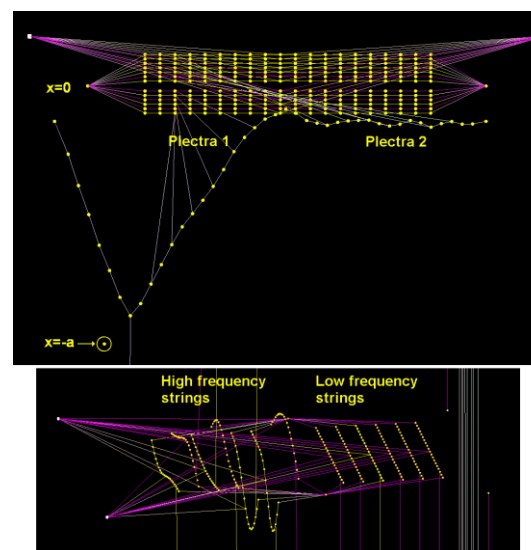 x=0
Plectra 1
Plectra 2
x=-a
High frequency
strings
Low frequency
strings